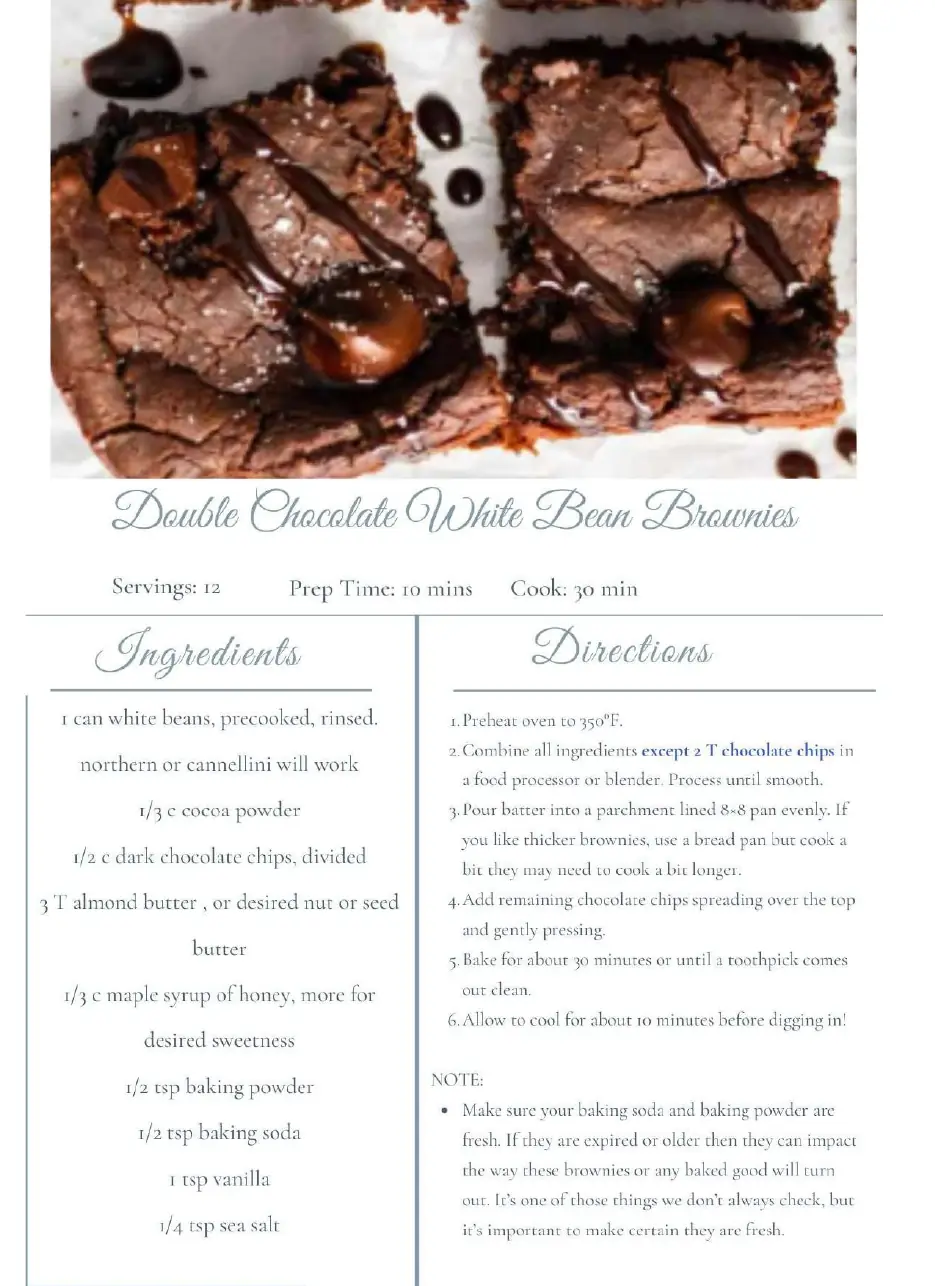 Double Chocolate White Bean Brownies
Servings: 12 Prep Time: 10 mins Cook: 30 min
Ingredients
1 can white beans, precooked, rinsed.
northern or cannellini will work
1/3 c cocoa powder
1/2 c dark chocolate chips, divided
3 T almond butter , or desired nut or seed
butter
1/3 c maple syrup of honey, more for
desired sweetness
1/2 tsp baking powder
1/2 tsp baking soda
1 tsp vanilla
1/4 tsp sea salt
Directions
1. Preheat oven to 350°F.
2. Combine all ingredients except 2 T chocolate chips in
a food processor or blender. Process until smooth.
3. Pour batter into a parchment lined 8×8 pan evenly. If
you like thicker brownies, use a bread pan but cook a
bit they may need to cook a bit longer.
4. Add remaining chocolate chips spreading over the top
and gently pressing.
5. Bake for about 30 minutes or until a toothpick comes
out clean.
6. Allow to cool for about 10 minutes before digging in!
NOTE:
• Make sure your baking soda and baking powder are
fresh. If they are expired or older then they can impact
the way these brownies or any baked good will turn
out. It's one of those things we don't always check, but
it's important to make certain they are fresh.